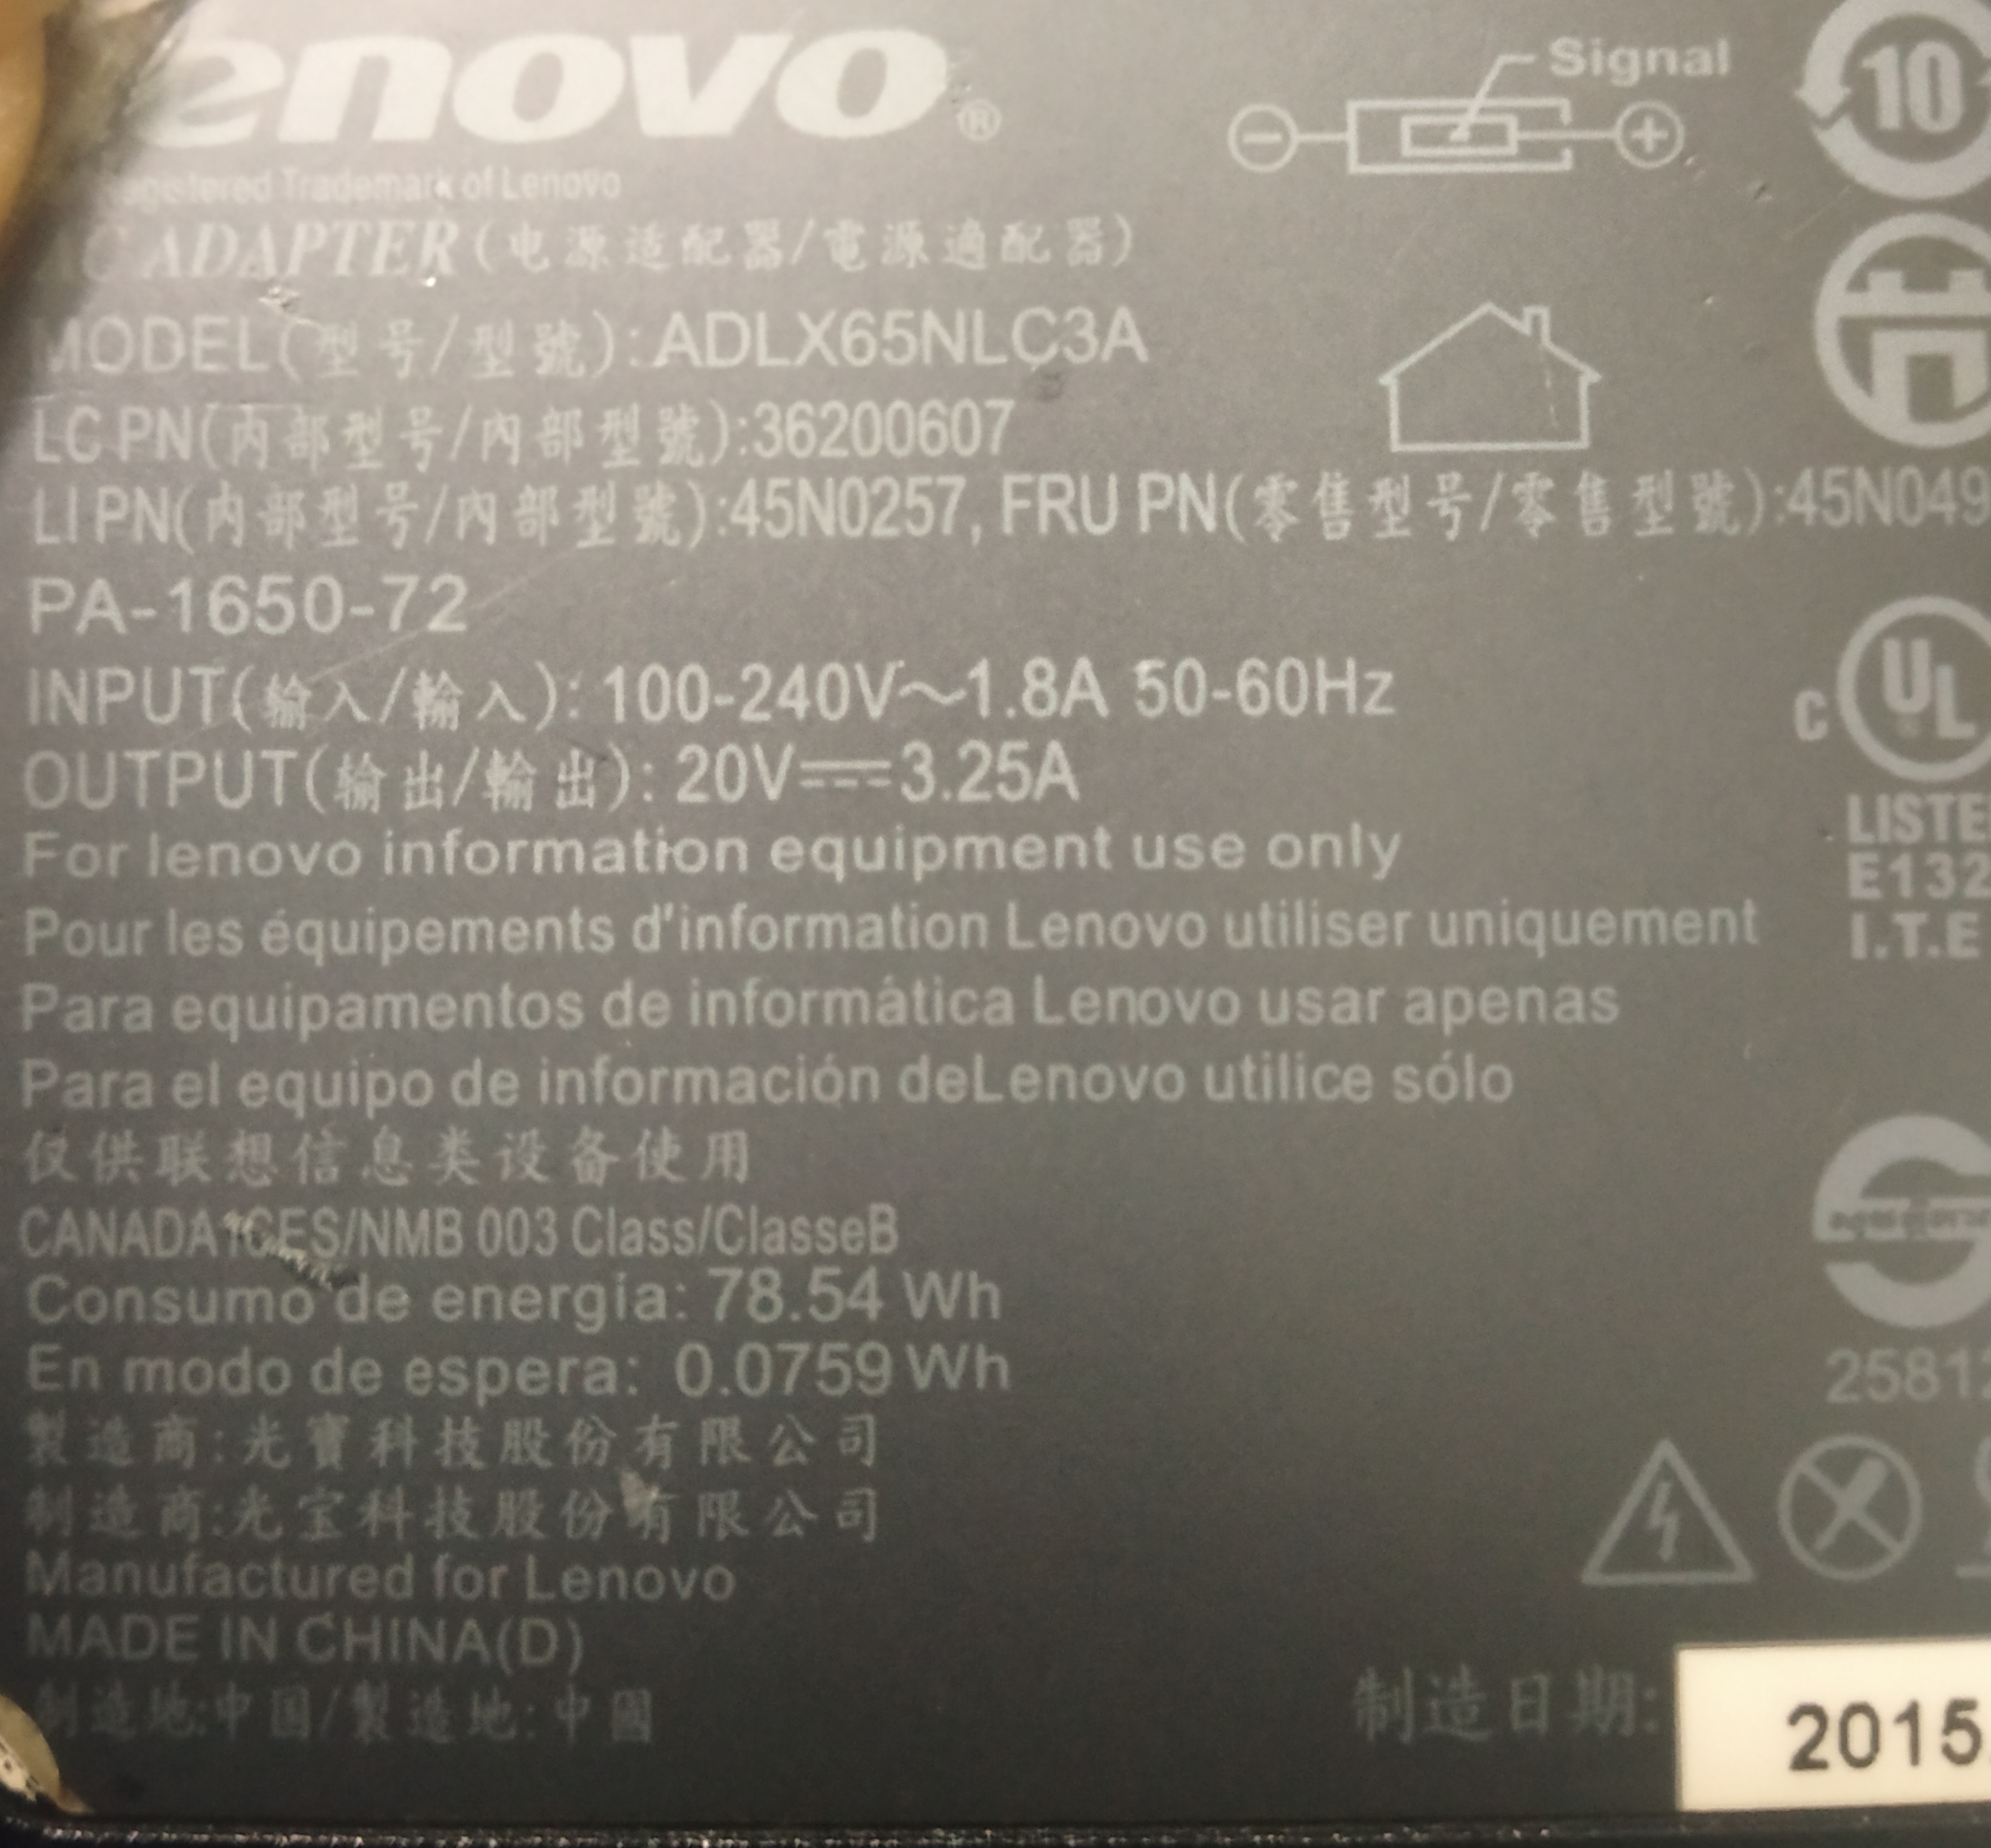 lenovo®
Registered Trademark of Lenovo
Signal
10
AC ADAPTER(电源适配器/電源適配器)
MODEL(型号/型號):ADLX65NLC3A
LC PN(内部型号/內部型號):36200607
LI PN(内部型号/內部型號):45N0257, FRU PN(零售型号/零售型號):45N049
PA-1650-72
INPUT(输入/輸入): 100-240V～1.8A 50-60Hz
OUTPUT(输出/輸出): 20V⎓3.25A
C UL
LISTE
E132
I.T.E
For lenovo information equipment use only
Pour les équipements d'information Lenovo utiliser uniquement
Para equipamentos de informática Lenovo usar apenas
Para el equipo de información deLenovo utilice sólo
仅供联想信息类设备使用
CANADA ICES/NMB 003 Class/ClasseB
Consumo de energía: 78.54 Wh
En modo de espera: 0.0759 Wh
2581
製造商:光寶科技股份有限公司
制造商:光宝科技股份有限公司
Manufactured for Lenovo
MADE IN CHINA(D)
制造地:中国/製造地:中國
制造日期:
2015